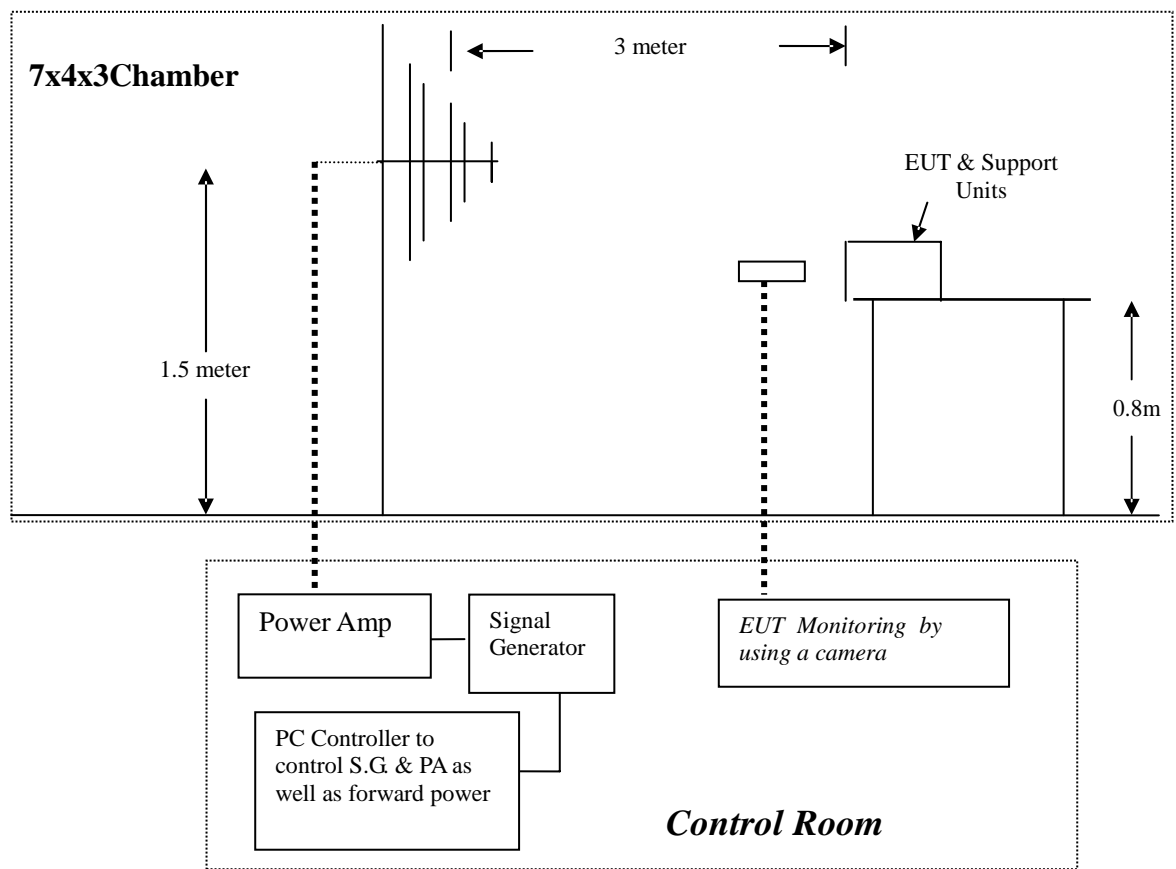 3 meter
7x4x3Chamber
EUT & Support
Units
1.5 meter
0.8m
Power Amp
Signal
Generator
EUT Monitoring by
using a camera
PC Controller to
control S.G. & PA as
well as forward power
Control Room